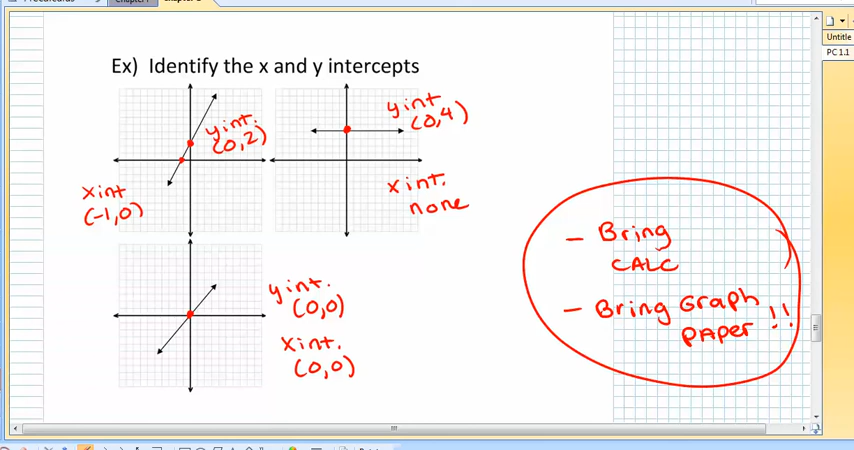 Untitle
PC 1.1
Ex) Identify the x and y intercepts
y int.
(0,2)
x int
(-1,0)
y int
(0,4)
x int.
none
y int.
(0,0)
x int.
(0,0)
- Bring
CALC
- Bring Graph
PAPer !!